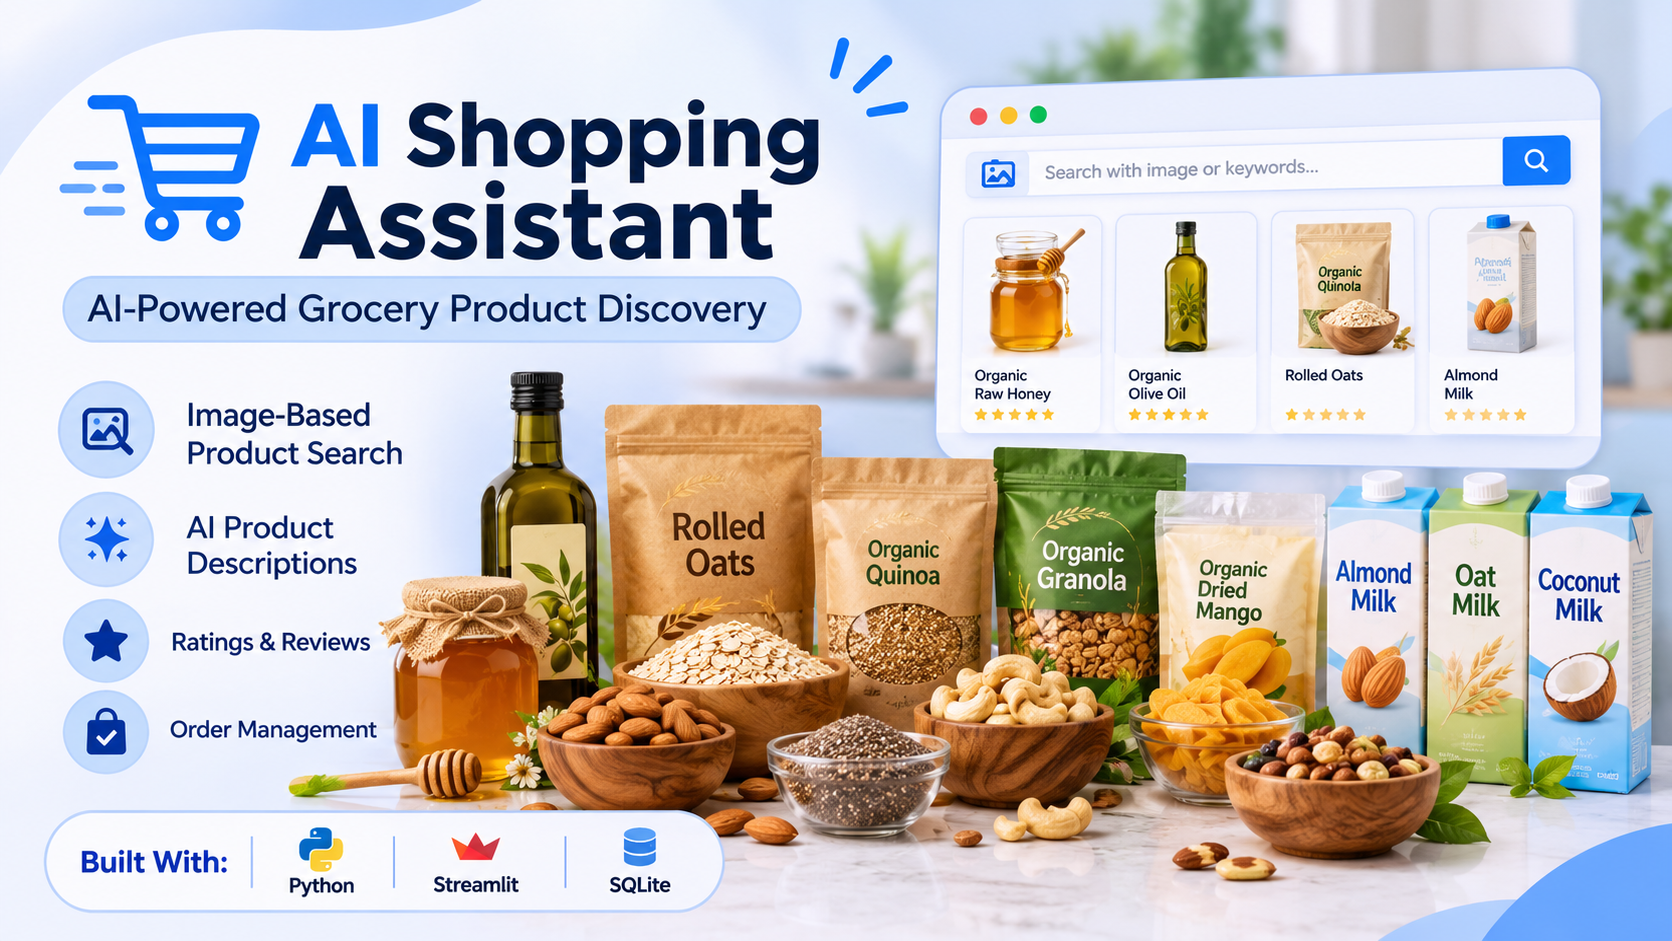 AI Shopping
Assistant
AI-Powered Grocery Product Discovery
Image-Based
Product Search
AI Product
Descriptions
Ratings & Reviews
Order Management
Built With:
Python
Streamlit
SQLite
Search with image or keywords...
Organic
Quinoa
Organic
Raw Honey
Organic
Olive Oil
Rolled Oats
Almond
Milk
Rolled
Oats
Organic
Quinoa
Organic
Granola
Organic
Dried
Mango
Almond
Milk
Oat
Milk
Coconut
Milk